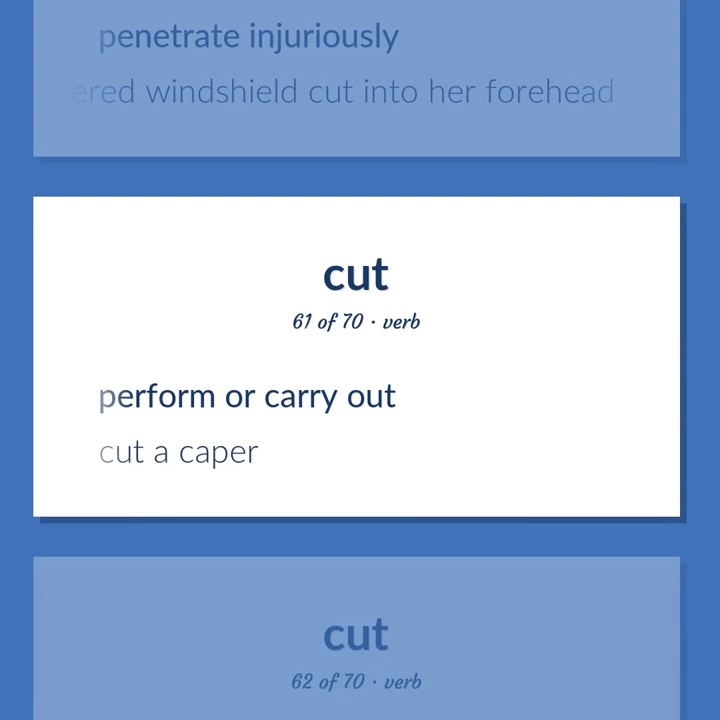 penetrate injuriously
windshield cut into her forehead
cut
61 of 70 · verb
perform or carry out
cut a caper
cut
62 of 70 · verb